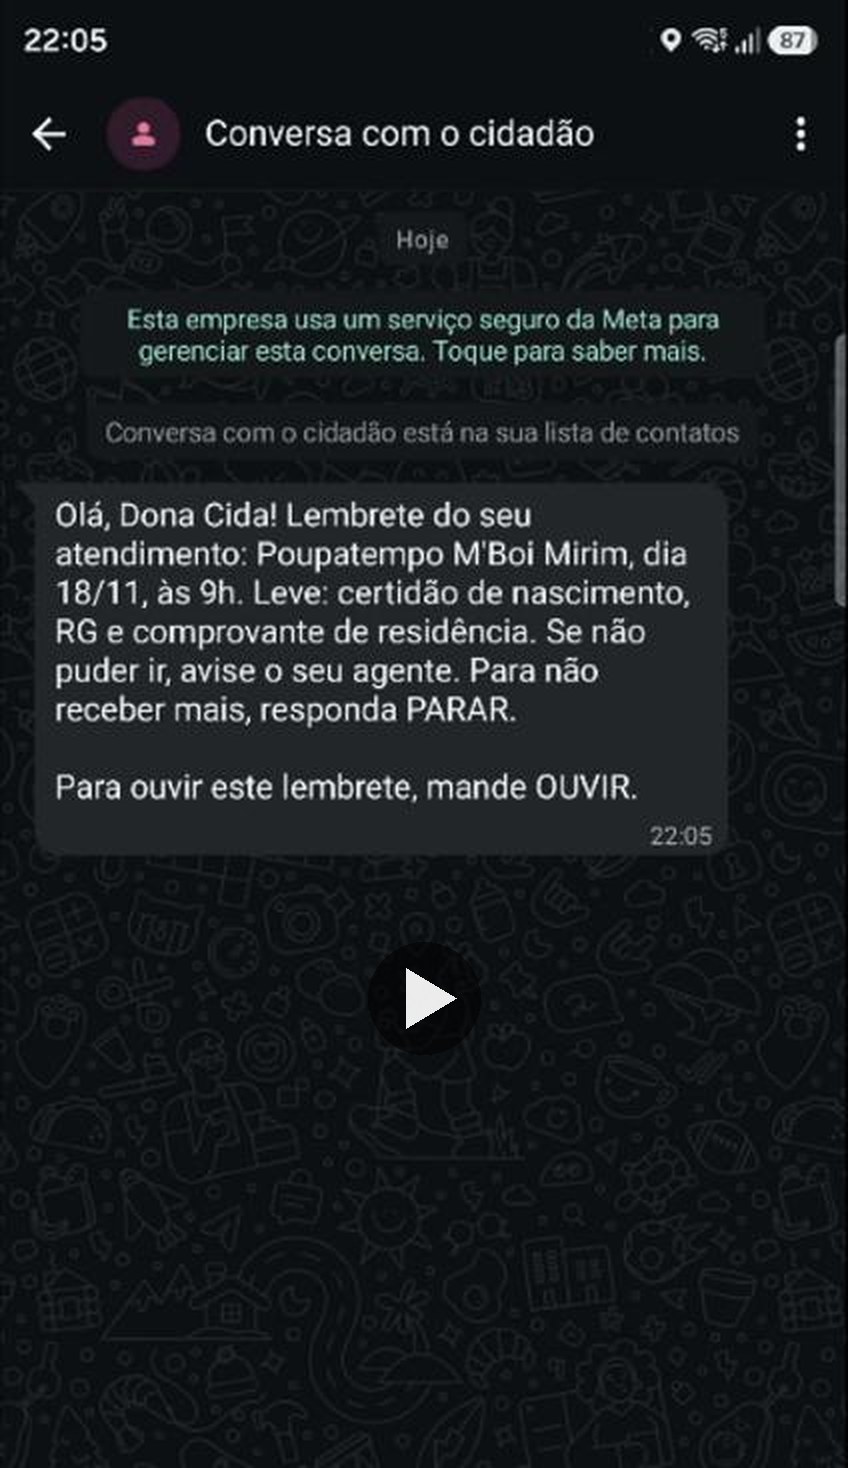 22:05
87
Conversa com o cidadão
Hoje
Esta empresa usa um serviço seguro da Meta para
gerenciar esta conversa. Toque para saber mais.
Conversa com o cidadão está na sua lista de contatos
Olá, Dona Cida! Lembrete do seu
atendimento: Poupatempo M'Boi Mirim, dia
18/11, às 9h. Leve: certidão de nascimento,
RG e comprovante de residência. Se não
puder ir, avise o seu agente. Para não
receber mais, responda PARAR.
Para ouvir este lembrete, mande OUVIR.
22:05